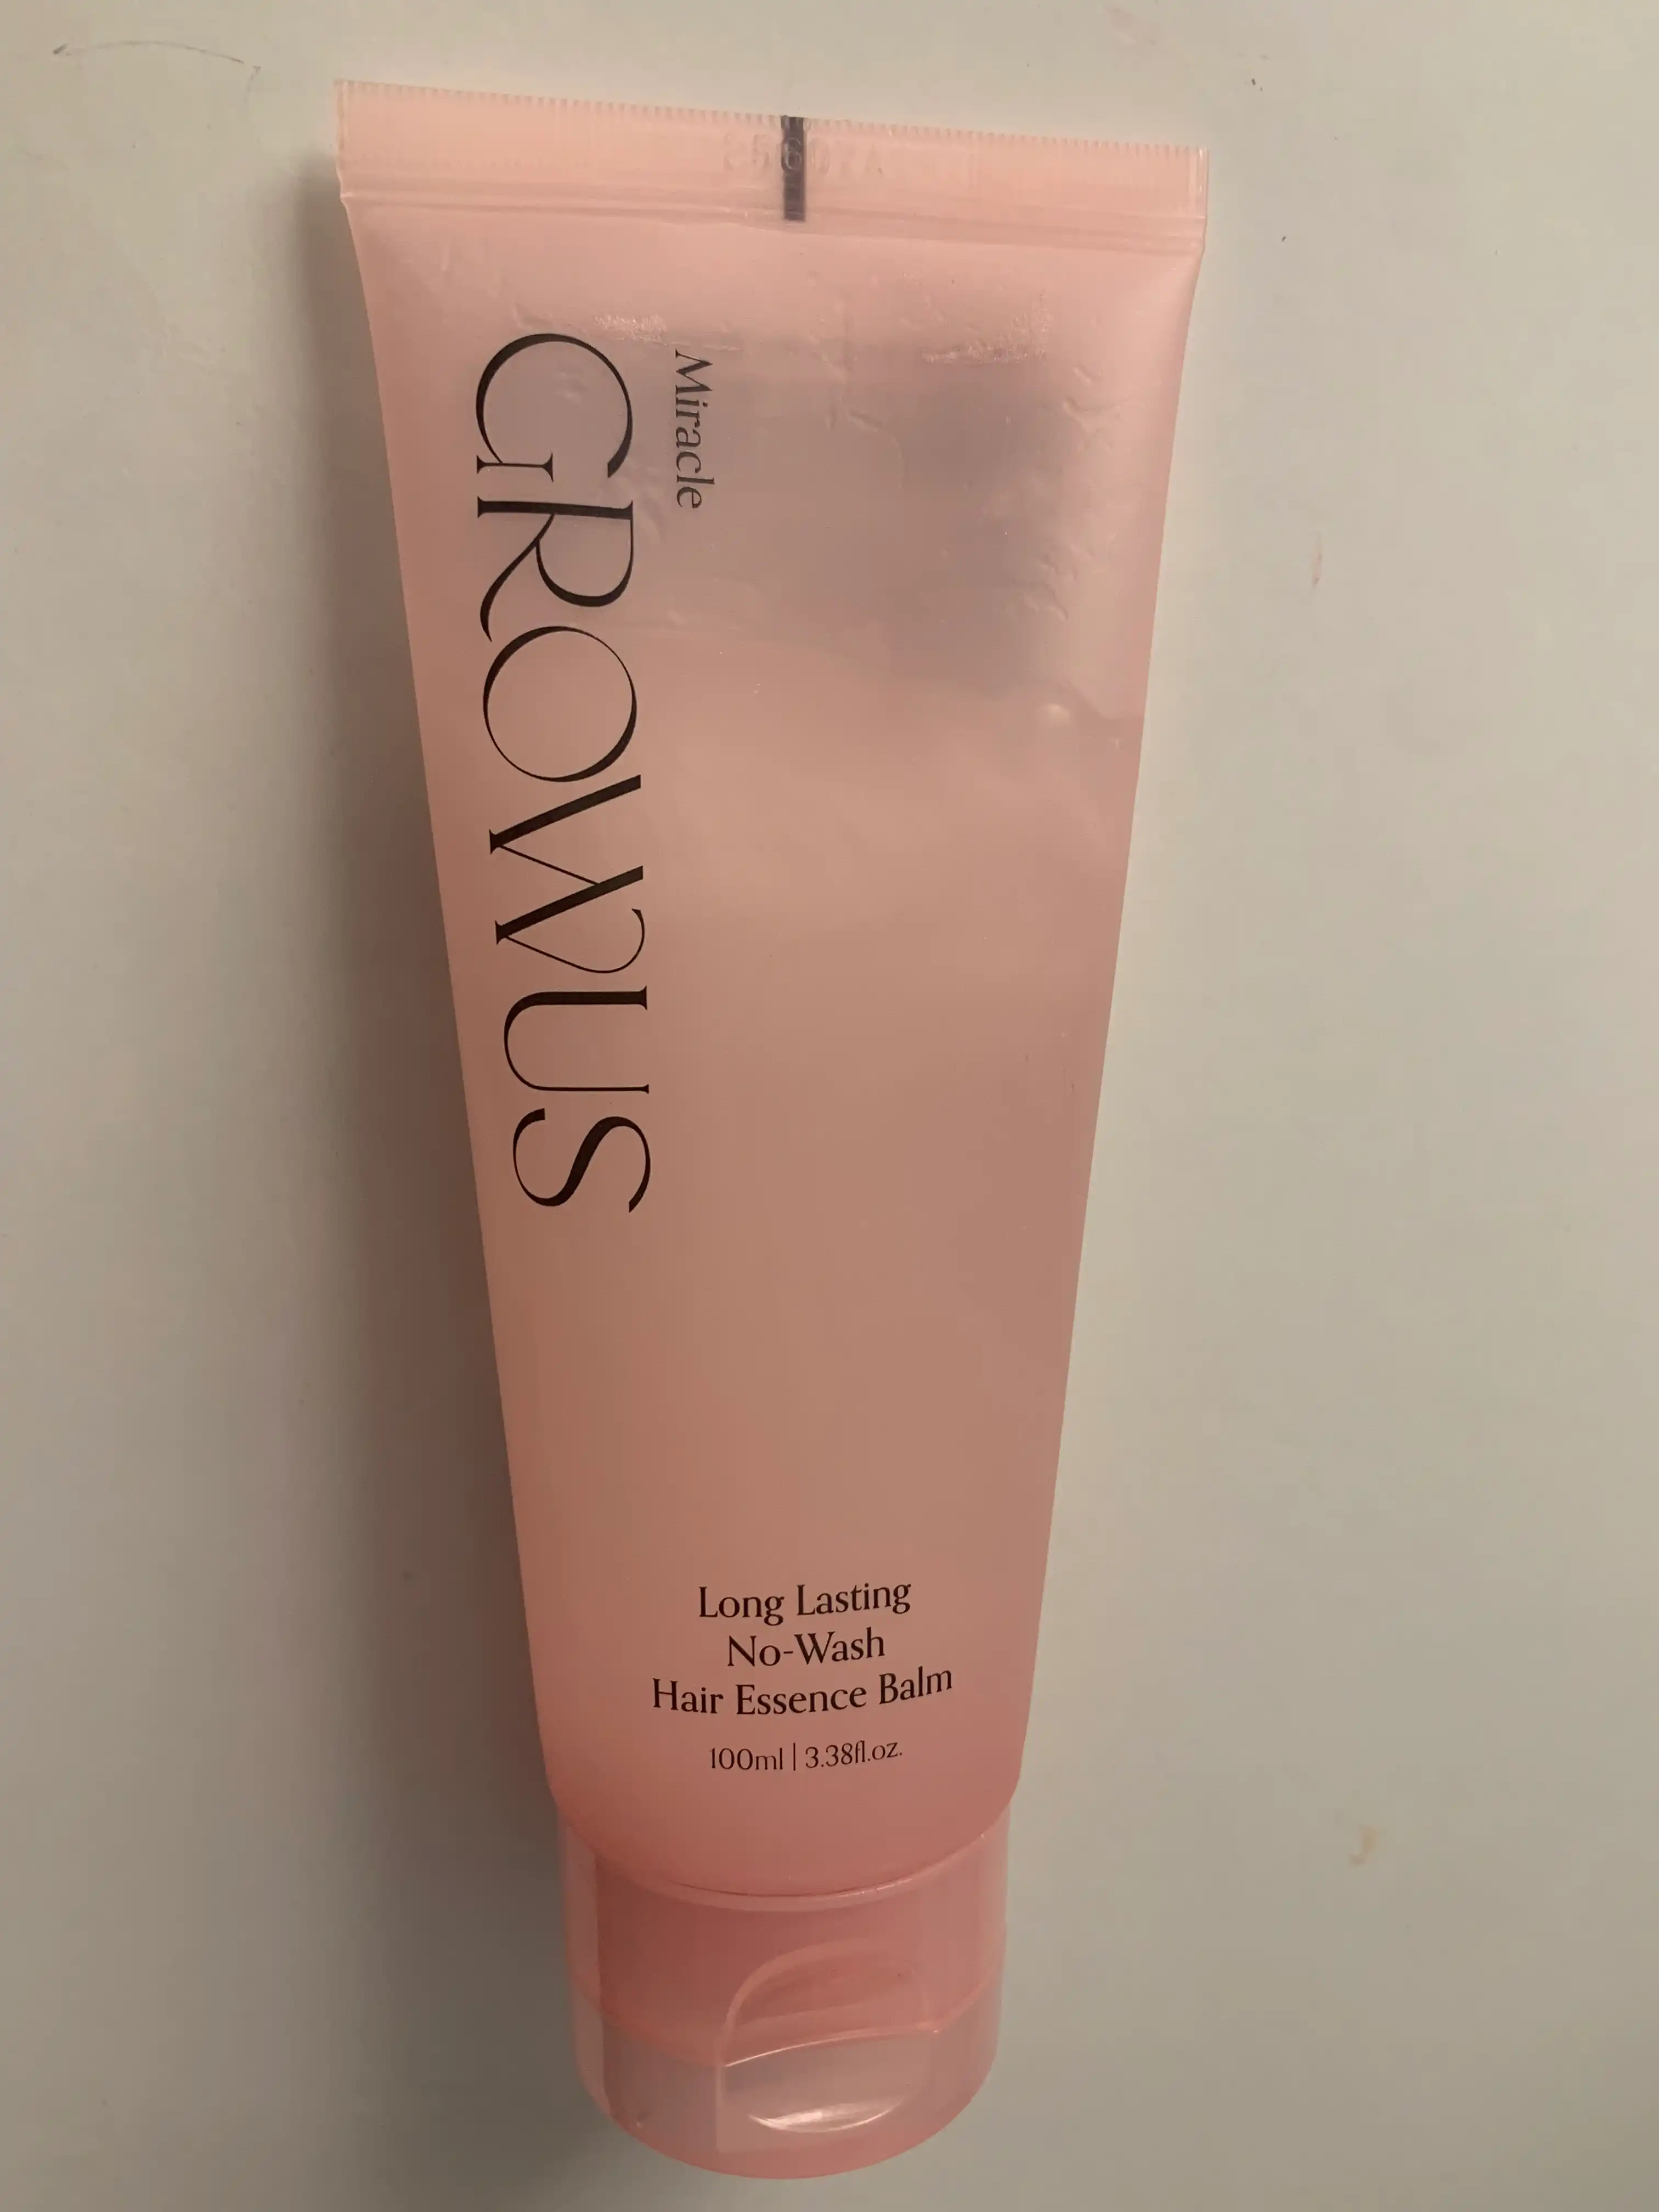 Miracle
GROWUS
Long Lasting
No-Wash
Hair Essence Balm
100ml | 3.38fl.oz.